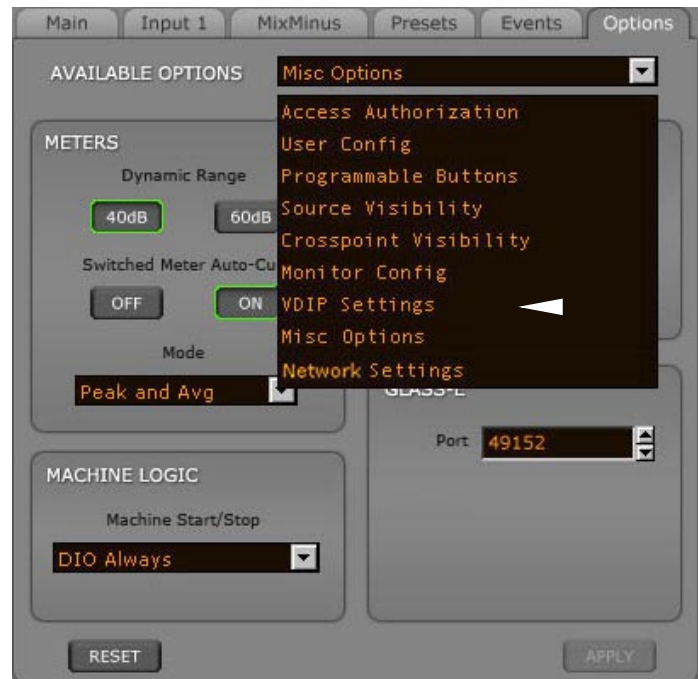 Main Input 1 MixMinus Presets Events Options
AVAILABLE OPTIONS Misc Options
Access Authorization
User Config
Programmable Buttons
Source Visibility
Crosspoint Visibility
Monitor Config
VDIP Settings
Misc Options
Network Settings
METERS
Dynamic Range
40dB 60dB
Switched Meter
OFF ON
Mode
Peak and Avg
Port 49152
MACHINE LOGIC
Machine Start/Stop
DIO Always
RESET APPLY